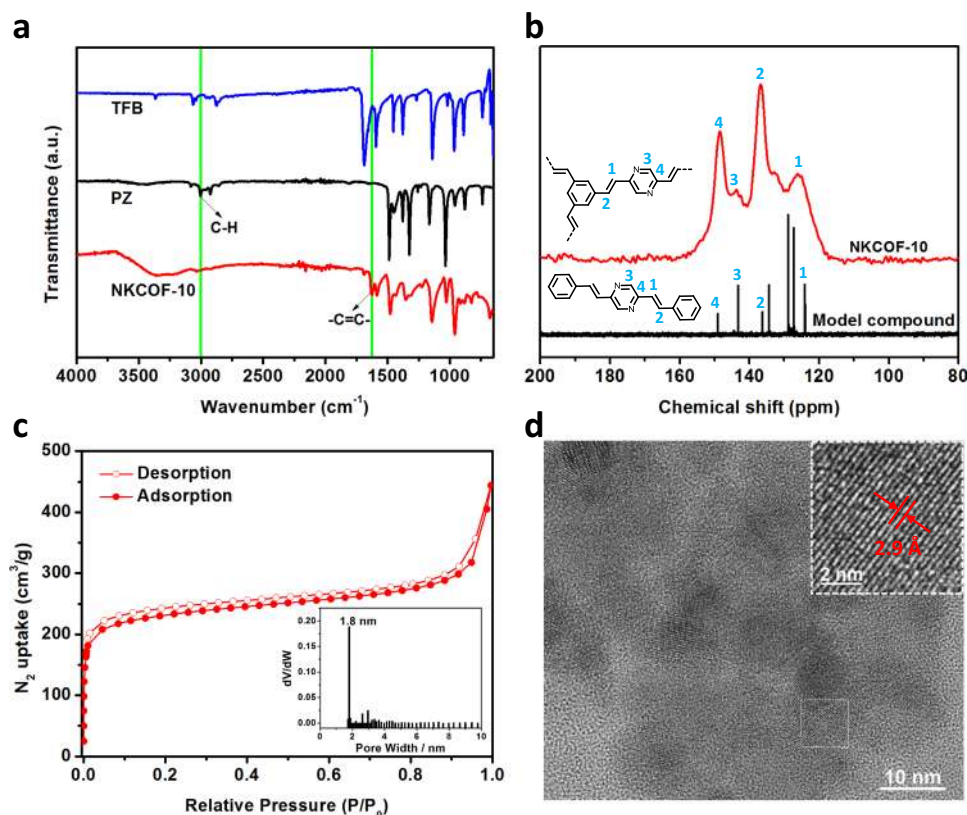 a
Transmittance (a.u.)
TFB
PZ
C-H
NKCOF-10
-C=C-
4000 3500 3000 2500 2000 1500 1000
Wavenumber (cm-1)
b
2
4
3
1
1
3
4
N
N
2
NKCOF-10
3
4
1
N
N
2
4
3
2
1
Model compound
200 180 160 140 120 100 80
Chemical shift (ppm)
c
N2 uptake (cm3/g)
500
400
300
200
100
0
Desorption
Adsorption
dV/dW
0.20
0.15
0.10
0.05
0.00
1.8 nm
0 2 4 6 8 10
Pore Width / nm
0.0 0.2 0.4 0.6 0.8 1.0
Relative Pressure (P/P0)
d
2.9 Å
2 nm
10 nm